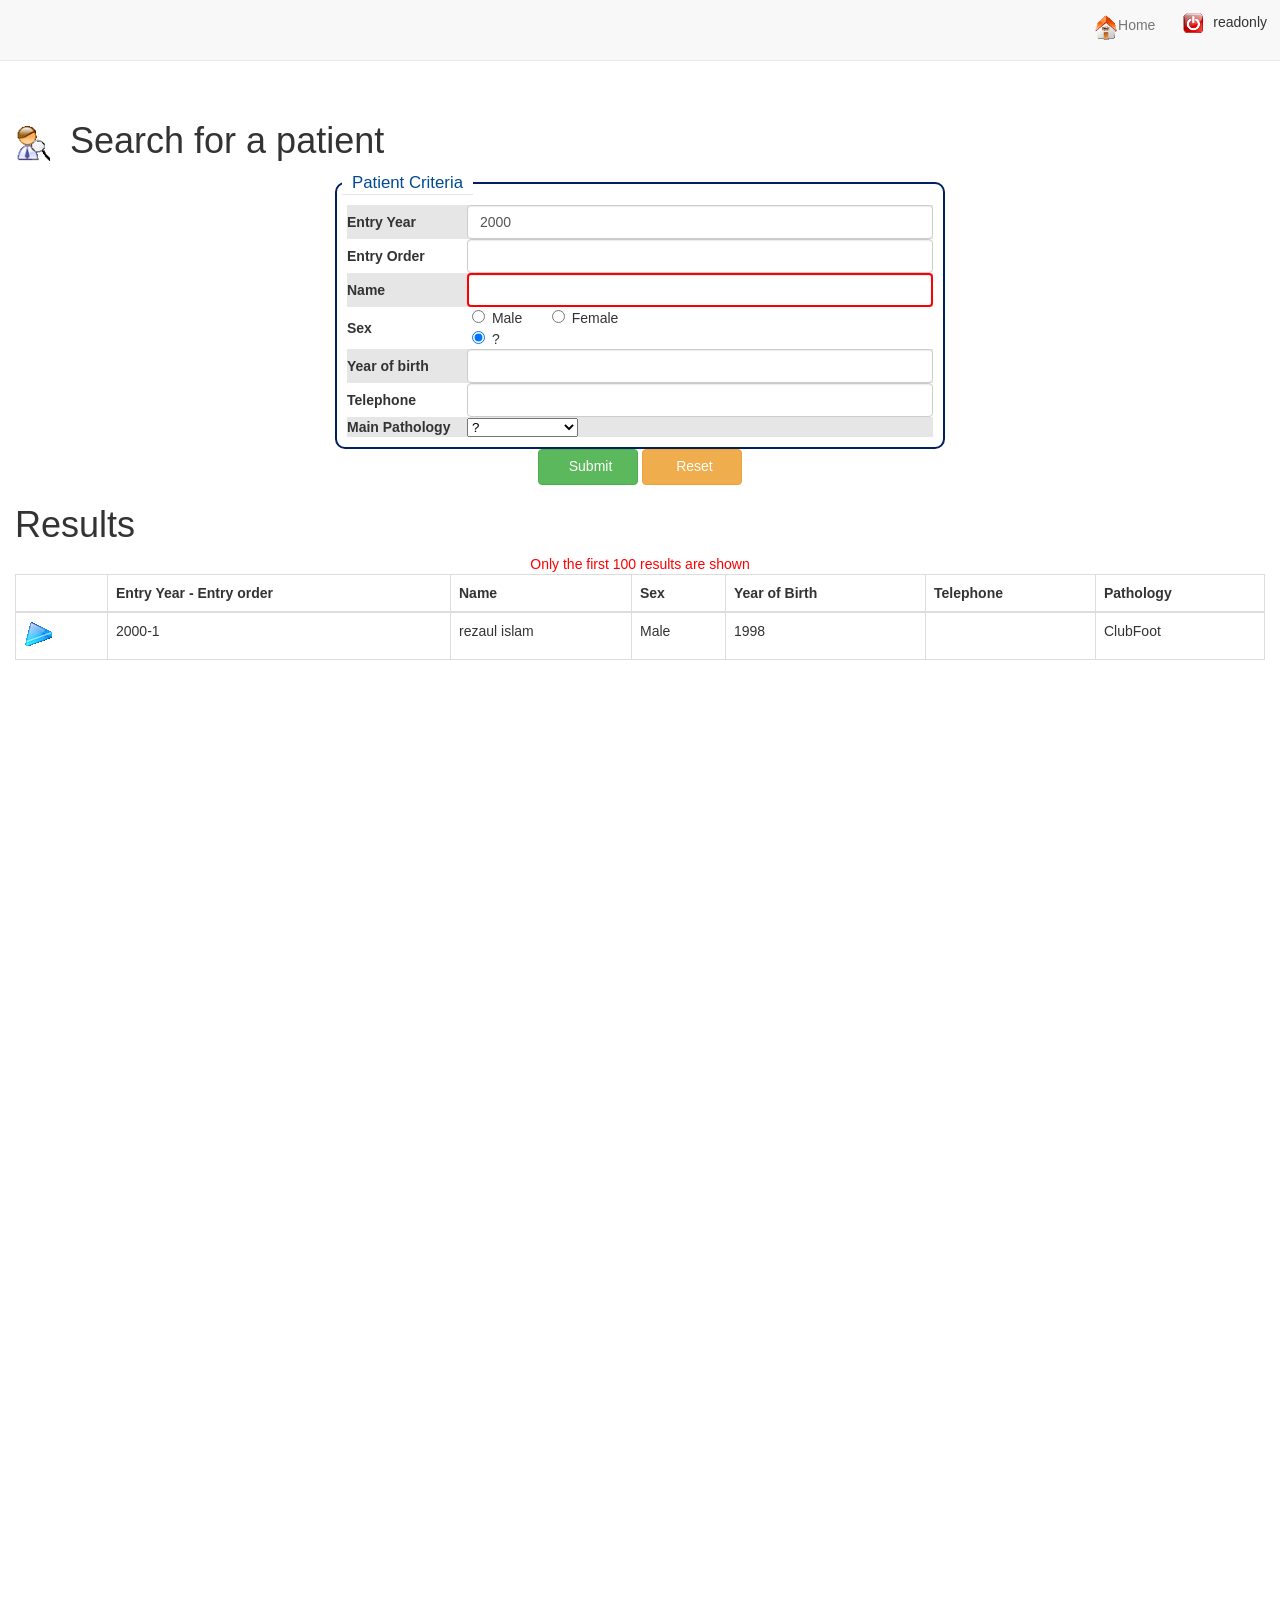 Home readonly
Search for a patient
Patient Criteria
Entry Year 2000
Entry Order
Name
Sex Male Female
?
Year of birth
Telephone
Main Pathology ?
Submit Reset
Results
Only the first 100 results are shown
Entry Year - Entry order Name Sex Year of Birth Telephone Pathology
2000-1 rezaul islam Male 1998 ClubFoot